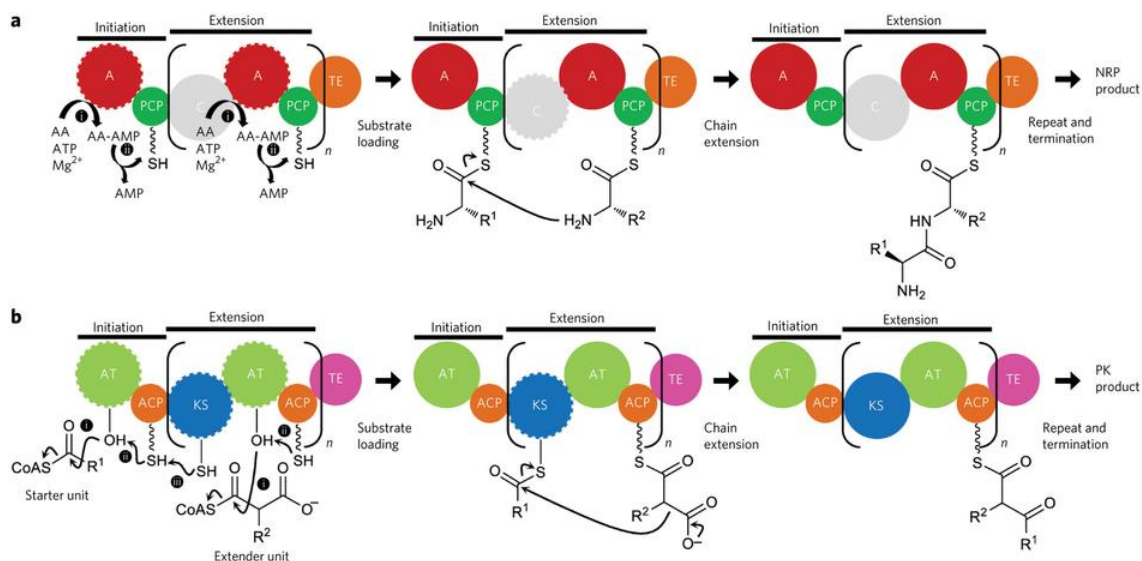 a
Initiation Extension
Initiation Extension
Initiation Extension
A A TE
PCP C PCP
i i
AA AA-AMP AA AA-AMP
ATP ii ATP ii
Mg2+ SH Mg2+ SH
AMP AMP
n
Substrate
loading
A A TE
PCP C PCP
n
S S
O O
H2N R1 H2N R2
Chain
extension
A A TE
PCP C PCP
n
S
O
HN R2
R1 O
NH2
Repeat and
termination
NRP
product
b
Initiation Extension
Initiation Extension
Initiation Extension
AT AT TE
ACP KS ACP
n
O i OH ii OH ii SH
CoAS R1 SH iii SH
Starter unit
O i O
CoAS O−
R2
Extender unit
Substrate
loading
AT AT TE
ACP KS ACP
n
S S
O O
R1 R2 O
O−
Chain
extension
AT AT TE
ACP KS ACP
n
S
O
R2 O
R1
Repeat and
termination
PK
product